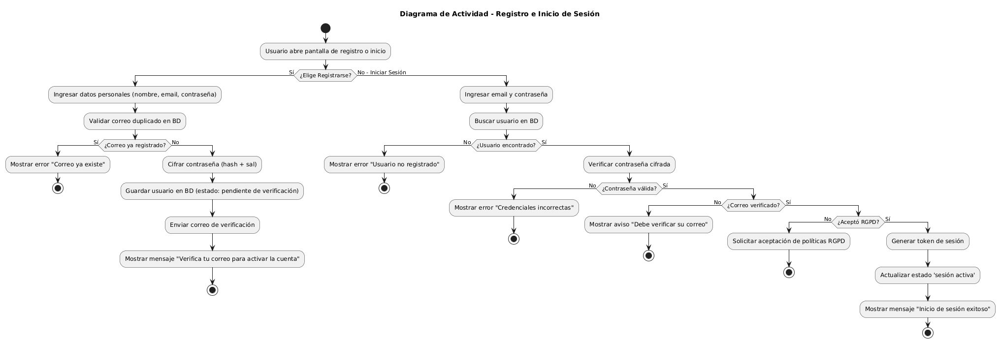 Diagrama de Actividad - Registro e Inicio de Sesión
Usuario abre pantalla de registro o inicio
Sí
¿Elige Registrarse?
No - Iniciar Sesión
Ingresar datos personales (nombre, email, contraseña)
Validar correo duplicado en BD
Sí
¿Correo ya registrado?
No
Mostrar error "Correo ya existe"
Cifrar contraseña (hash + sal)
Guardar usuario en BD (estado: pendiente de verificación)
Enviar correo de verificación
Mostrar mensaje "Verifica tu correo para activar la cuenta"
Ingresar email y contraseña
Buscar usuario en BD
No
¿Usuario encontrado?
Sí
Mostrar error "Usuario no registrado"
Verificar contraseña cifrada
No
¿Contraseña válida?
Sí
Mostrar error "Credenciales incorrectas"
No
¿Correo verificado?
Sí
Mostrar aviso "Debe verificar su correo"
No
¿Aceptó RGPD?
Sí
Solicitar aceptación de políticas RGPD
Generar token de sesión
Actualizar estado 'sesión activa'
Mostrar mensaje "Inicio de sesión exitoso"